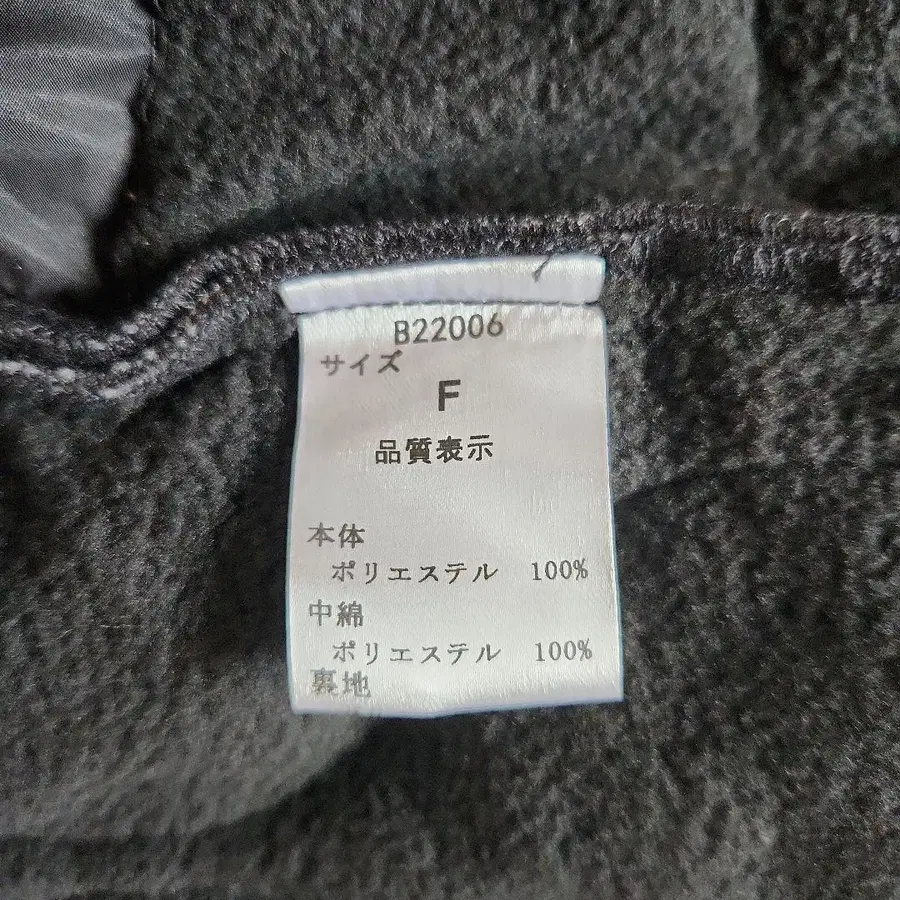 B22006
サイズ
F
品質表示
本体
ポリエステル 100%
中綿
ポリエステル 100%
裏地